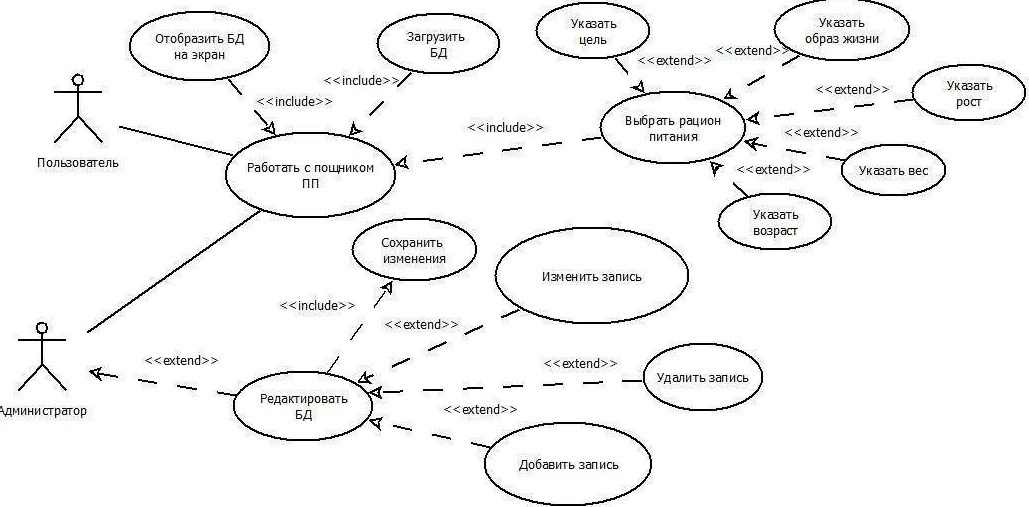 Отобразить БД
на экран
Загрузить
БД
Указать
цель
Указать
образ жизни
<<extend>>
<<extend>>
<<include>>
<<include>>
<<extend>>
Указать
рост
Пользователь
<<include>>
Выбрать рацион
питания
<<extend>>
Работать с пощником
ПП
<<extend>>
Указать вес
Указать
возраст
Сохранить
изменения
Изменить запись
<<include>>
<<extend>>
Администратор
<<extend>>
<<extend>>
Удалить запись
Редактировать
БД
<<extend>>
Добавить запись